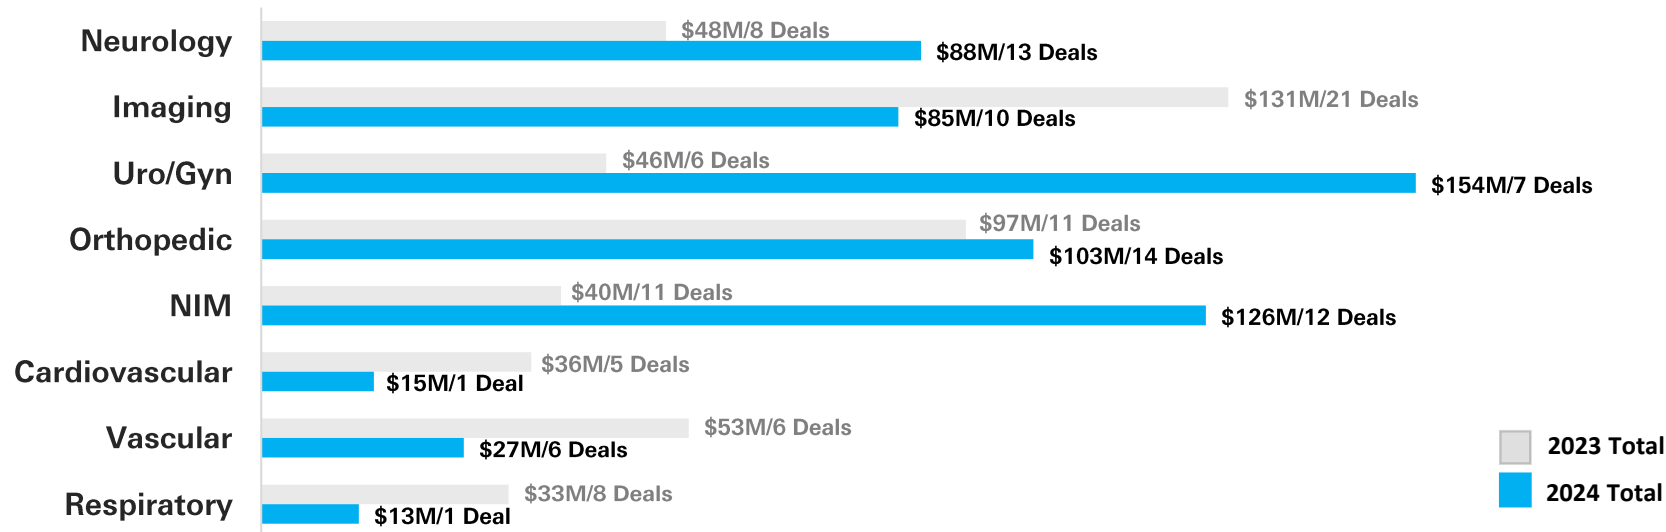 Neurology
$48M/8 Deals
$88M/13 Deals
Imaging
$131M/21 Deals
$85M/10 Deals
Uro/Gyn
$46M/6 Deals
$154M/7 Deals
Orthopedic
$97M/11 Deals
$103M/14 Deals
NIM
$40M/11 Deals
$126M/12 Deals
Cardiovascular
$36M/5 Deals
$15M/1 Deal
Vascular
$53M/6 Deals
$27M/6 Deals
Respiratory
$33M/8 Deals
$13M/1 Deal
2023 Total
2024 Total